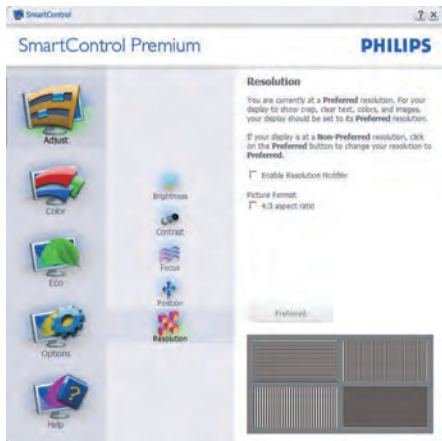 SmartControl
SmartControl Premium
PHILIPS
Adjust
Color
Eco
Options
Help
Brightness
Contrast
Focus
Position
Resolution
Resolution
You are currently at a Preferred resolution. For your
display to show crisp, clear text, colors, and images,
your display should be set to its Preferred resolution.
If your display is at a Non-Preferred resolution, click
on the Preferred button to change your resolution to
Preferred.
Enable Resolution Notifier
Picture Format:
4:3 aspect ratio
Preferred